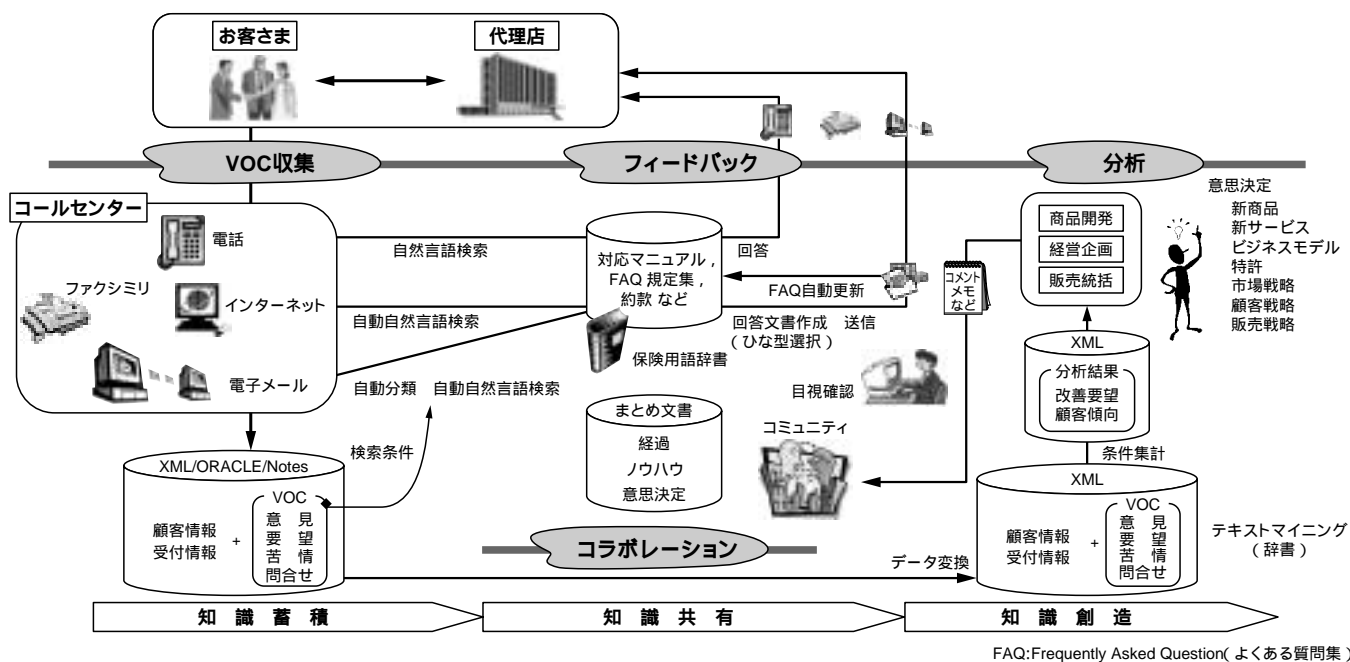 お客さま
代理店
VOC収集
フィードバック
分析
コールセンター
電話
ファクシミリ
インターネット
電子メール
自然言語検索
自動自然言語検索
自動分類 自動自然言語検索
検索条件
対応マニュアル,
FAQ 規定集,
約款 など
保険用語辞書
回答
FAQ自動更新
回答文書作成 送信
(ひな型選択)
目視確認
コメント
メモ
など
商品開発
経営企画
販売統括
意思決定
新商品
新サービス
ビジネスモデル
特許
市場戦略
顧客戦略
販売戦略
XML
分析結果
改善要望
顧客傾向
条件集計
まとめ文書
経過
ノウハウ
意思決定
コミュニティ
コラボレーション
XML/ORACLE/Notes
顧客情報
受付情報
+
VOC
意 見
要 望
苦 情
問合せ
データ変換
XML
顧客情報
受付情報
+
VOC
意 見
要 望
苦 情
問合せ
テキストマイニング
(辞書)
知 識 蓄 積
知 識 共 有
知 識 創 造
FAQ:Frequently Asked Question(よくある質問集)